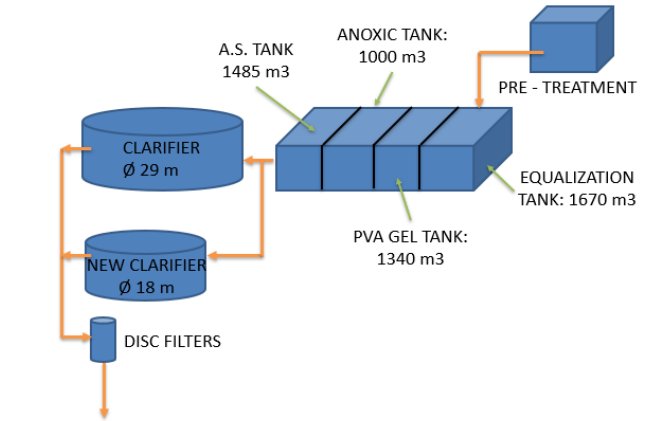 ANOXIC TANK:
1000 m3
A.S. TANK
1485 m3
PRE - TREATMENT
CLARIFIER
Ø 29 m
EQUALIZATION
TANK: 1670 m3
PVA GEL TANK:
1340 m3
NEW CLARIFIER
Ø 18 m
DISC FILTERS